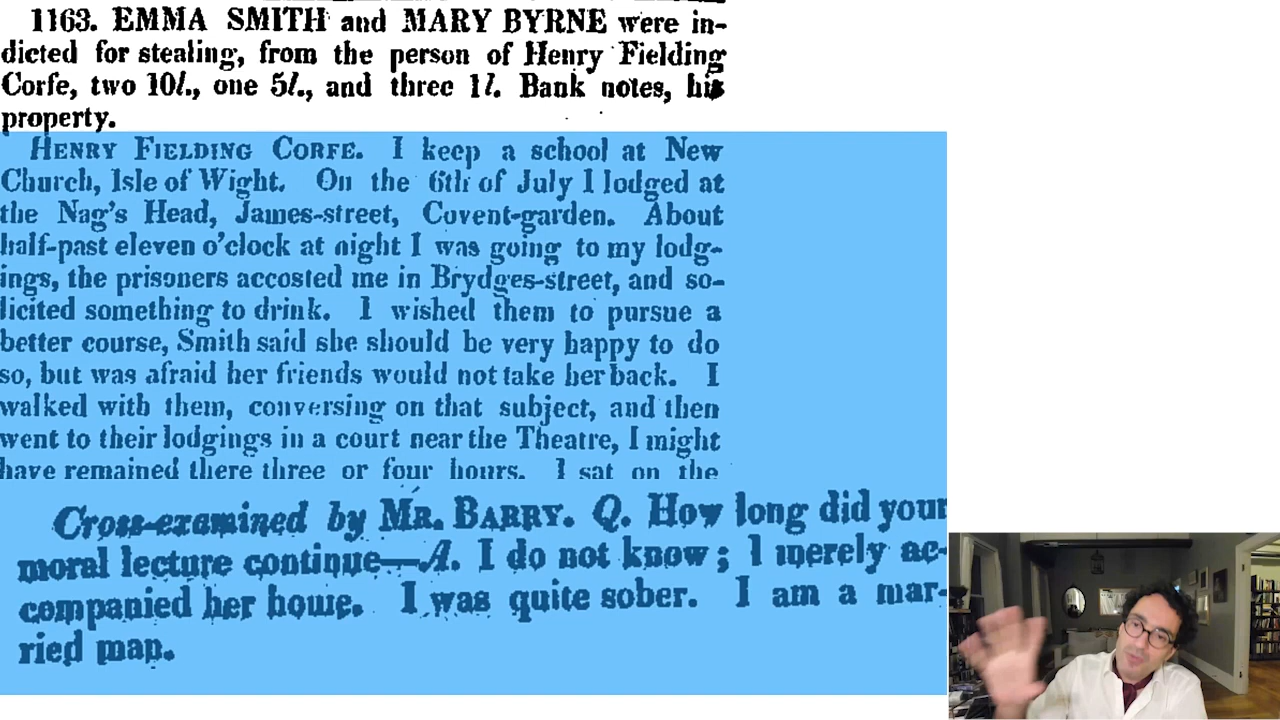 1163. EMMA SMITH and MARY BYRNE were in-
dicted for stealing, from the person of Henry Fielding
Corfe, two 10l., one 5l., and three 1l. Bank notes, his
property.
HENRY FIELDING CORFE. I keep a school at New
Church, Isle of Wight. On the 6th of July I lodged at
the Nag's Head, James-street, Covent-garden. About
half-past eleven o'clock at night I was going to my lodg-
ings, the prisoners accosted me in Brydges-street, and so-
licited something to drink. I wished them to pursue a
better course, Smith said she should be very happy to do
so, but was afraid her friends would not take her back. I
walked with them, conversing on that subject, and then
went to their lodgings in a court near the Theatre, I might
have remained there three or four hours. I sat on the
Cross-examined by MR. BARRY. Q. How long did your
moral lecture continue—A. I do not know; I merely ac-
companied her home. I was quite sober. I am a mar-
ried man.